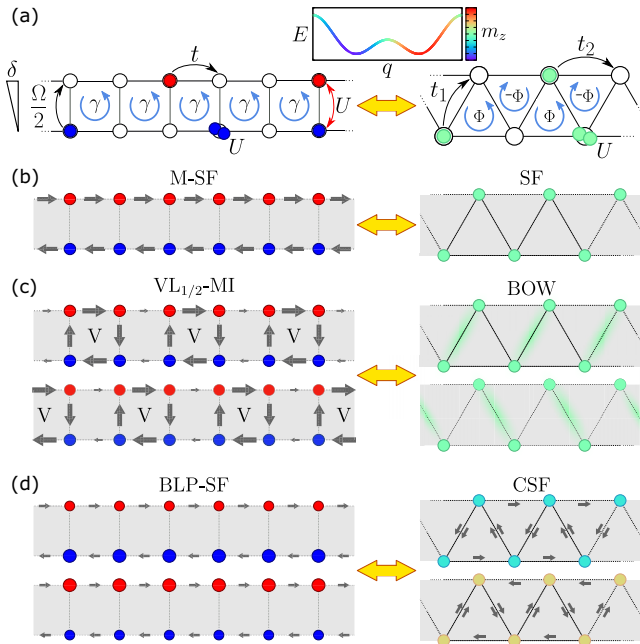 (a)
E
q
m_z
δ
Ω/2
t
γ γ γ γ γ
U
U
t_1
t_2
Φ -Φ Φ -Φ
U
(b)
M-SF
SF
(c)
VL_{1/2}-MI
BOW
V V V
V V V V
(d)
BLP-SF
CSF